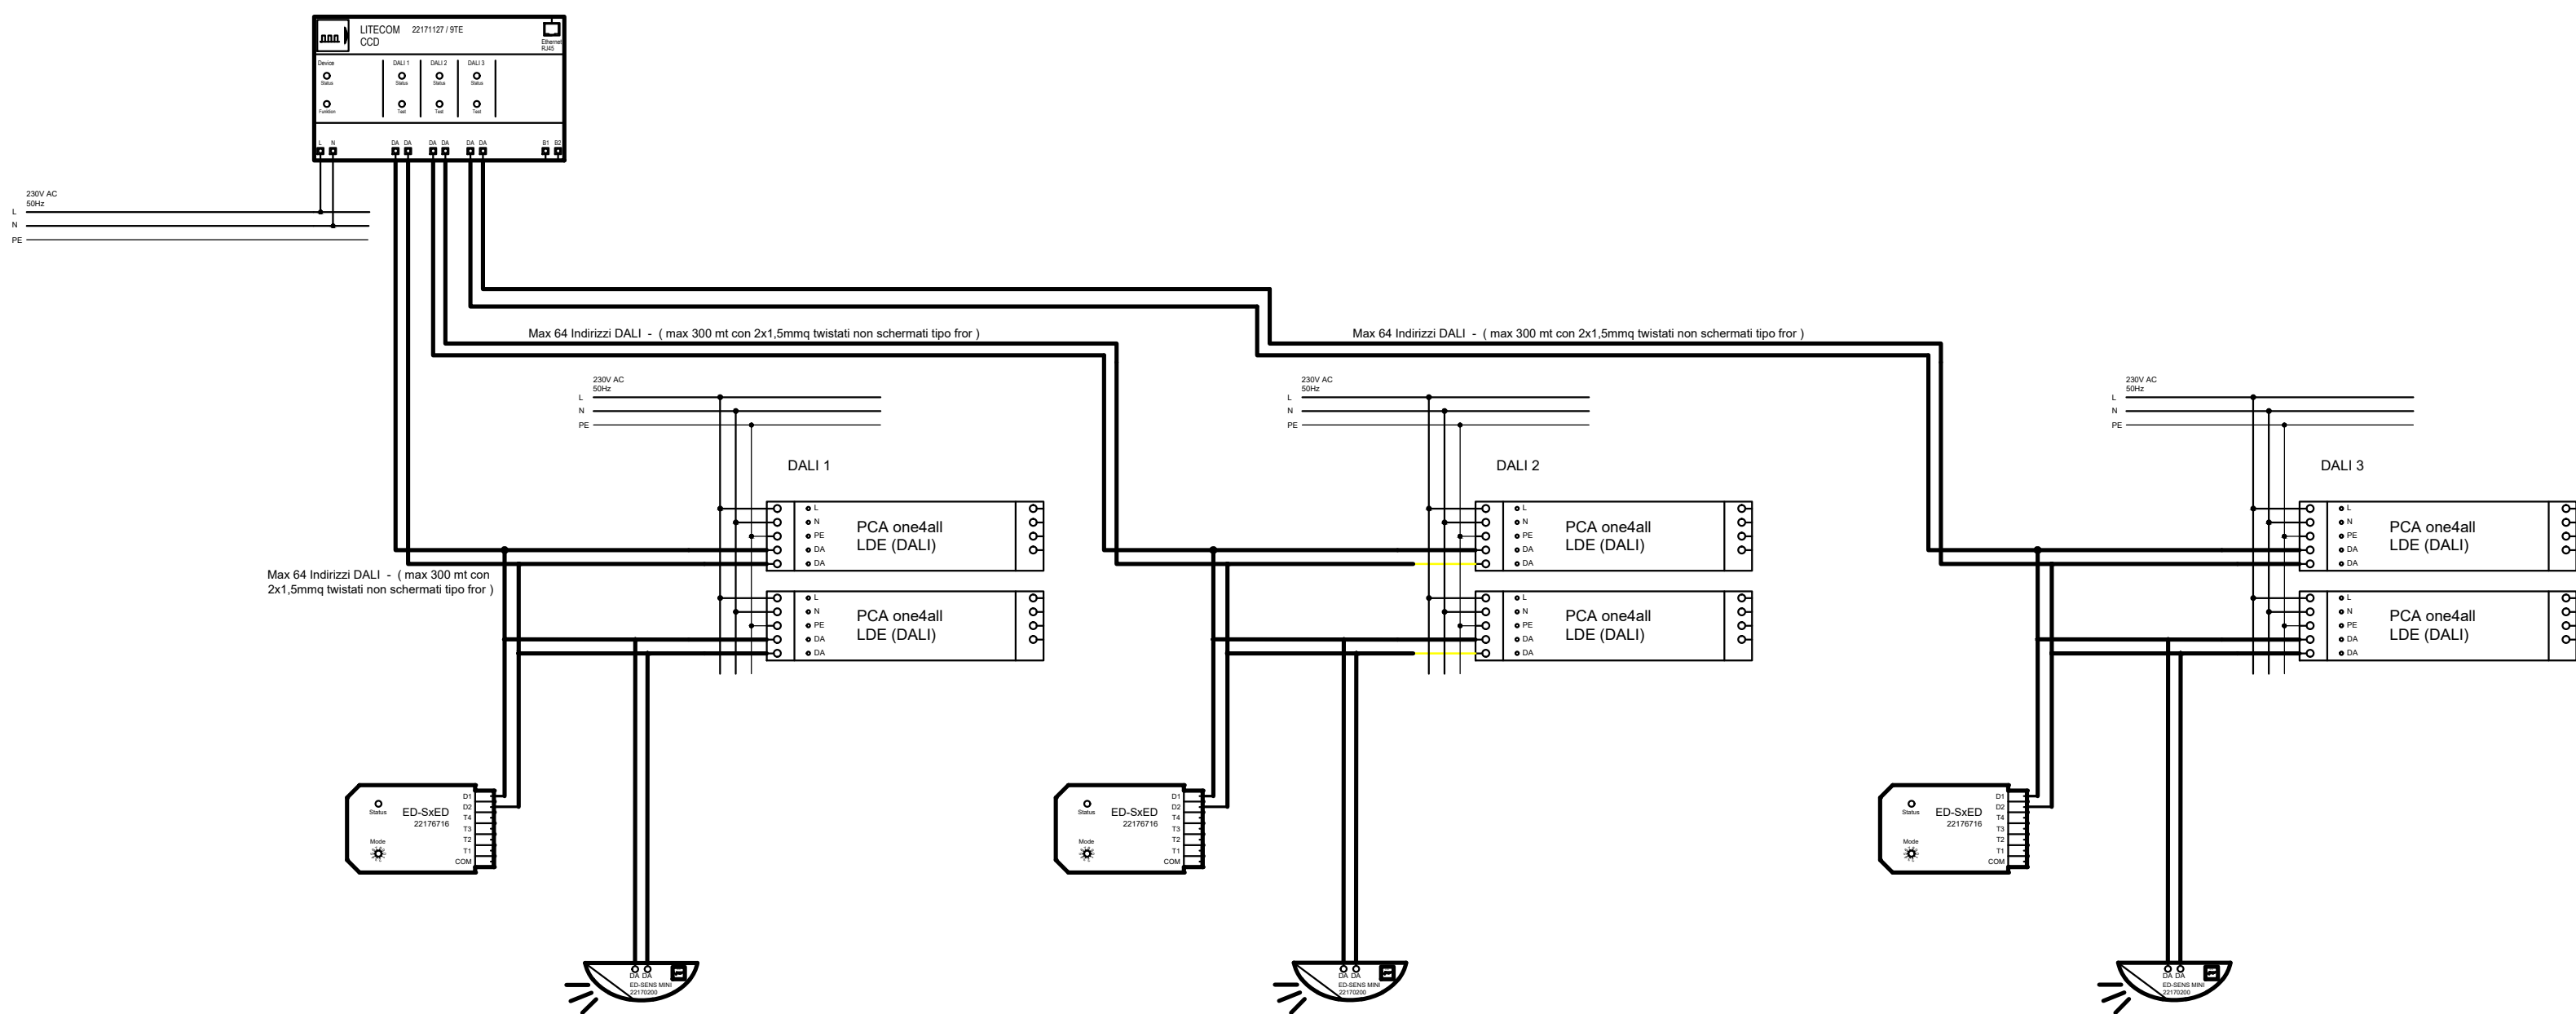 LITECOM 22171127 / 9TE
CCD
Ethernet
RJ45
Device
Status
Funktion
DALI 1
Status
Test
DALI 2
Status
Test
DALI 3
Status
Test
L N DA DA DA DA DA DA B1 B2
230V AC
50Hz
L
N
PE
Max 64 Indirizzi DALI - ( max 300 mt con 2x1,5mmq twistati non schermati tipo fror )
Max 64 Indirizzi DALI - ( max 300 mt con 2x1,5mmq twistati non schermati tipo fror )
230V AC
50Hz
L
N
PE
DALI 1
L
N
PE
DA
DA
PCA one4all
LDE (DALI)
Max 64 Indirizzi DALI - ( max 300 mt con
2x1,5mmq twistati non schermati tipo fror )
L
N
PE
DA
DA
PCA one4all
LDE (DALI)
Status
Mode
ED-SxED
22176716
D1
D2
T4
T3
T2
T1
COM
DA DA
ED-SENS MINI
22170200
230V AC
50Hz
L
N
PE
DALI 2
L
N
PE
DA
DA
PCA one4all
LDE (DALI)
L
N
PE
DA
DA
PCA one4all
LDE (DALI)
Status
Mode
ED-SxED
22176716
D1
D2
T4
T3
T2
T1
COM
DA DA
ED-SENS MINI
22170200
230V AC
50Hz
L
N
PE
DALI 3
L
N
PE
DA
DA
PCA one4all
LDE (DALI)
L
N
PE
DA
DA
PCA one4all
LDE (DALI)
Status
Mode
ED-SxED
22176716
D1
D2
T4
T3
T2
T1
COM
DA DA
ED-SENS MINI
22170200